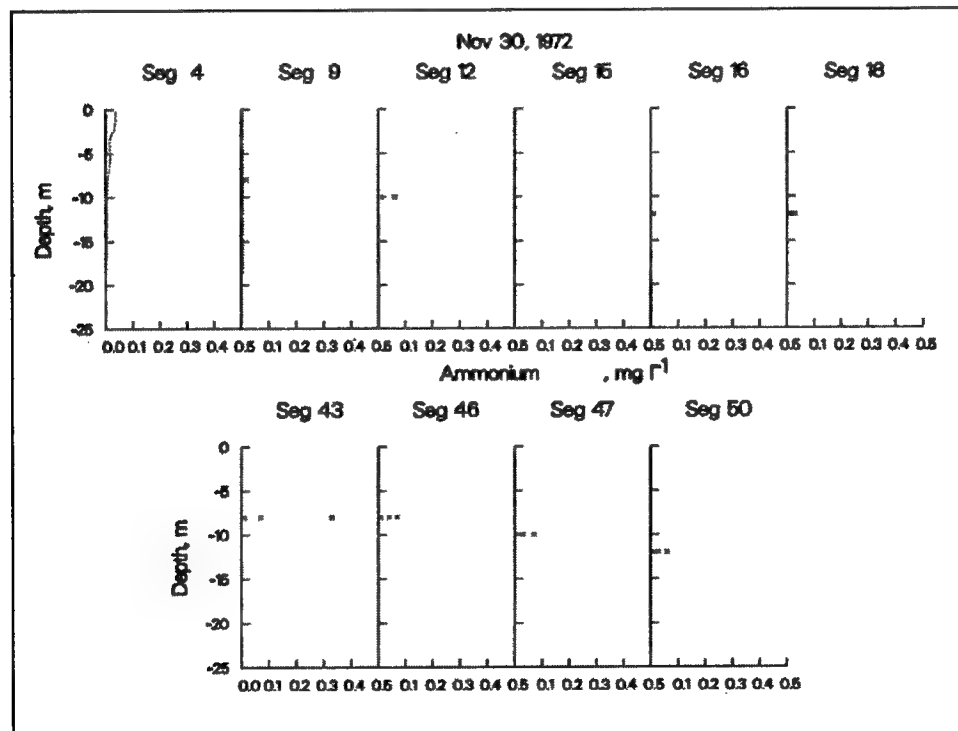 Nov 30, 1972
Seg 4 Seg 9 Seg 12 Seg 15 Seg 16 Seg 18
0
-5
-10
-15
-20
-25
Depth, m
0.0 0.1 0.2 0.3 0.4 0.5 0.1 0.2 0.3 0.4 0.5 0.1 0.2 0.3 0.4 0.5 0.1 0.2 0.3 0.4 0.5 0.1 0.2 0.3 0.4 0.5 0.1 0.2 0.3 0.4 0.5
Ammonium , mg l⁻¹
Seg 43 Seg 46 Seg 47 Seg 50
0
-5
-10
-15
-20
-25
Depth, m
0.0 0.1 0.2 0.3 0.4 0.5 0.1 0.2 0.3 0.4 0.5 0.1 0.2 0.3 0.4 0.5 0.1 0.2 0.3 0.4 0.5